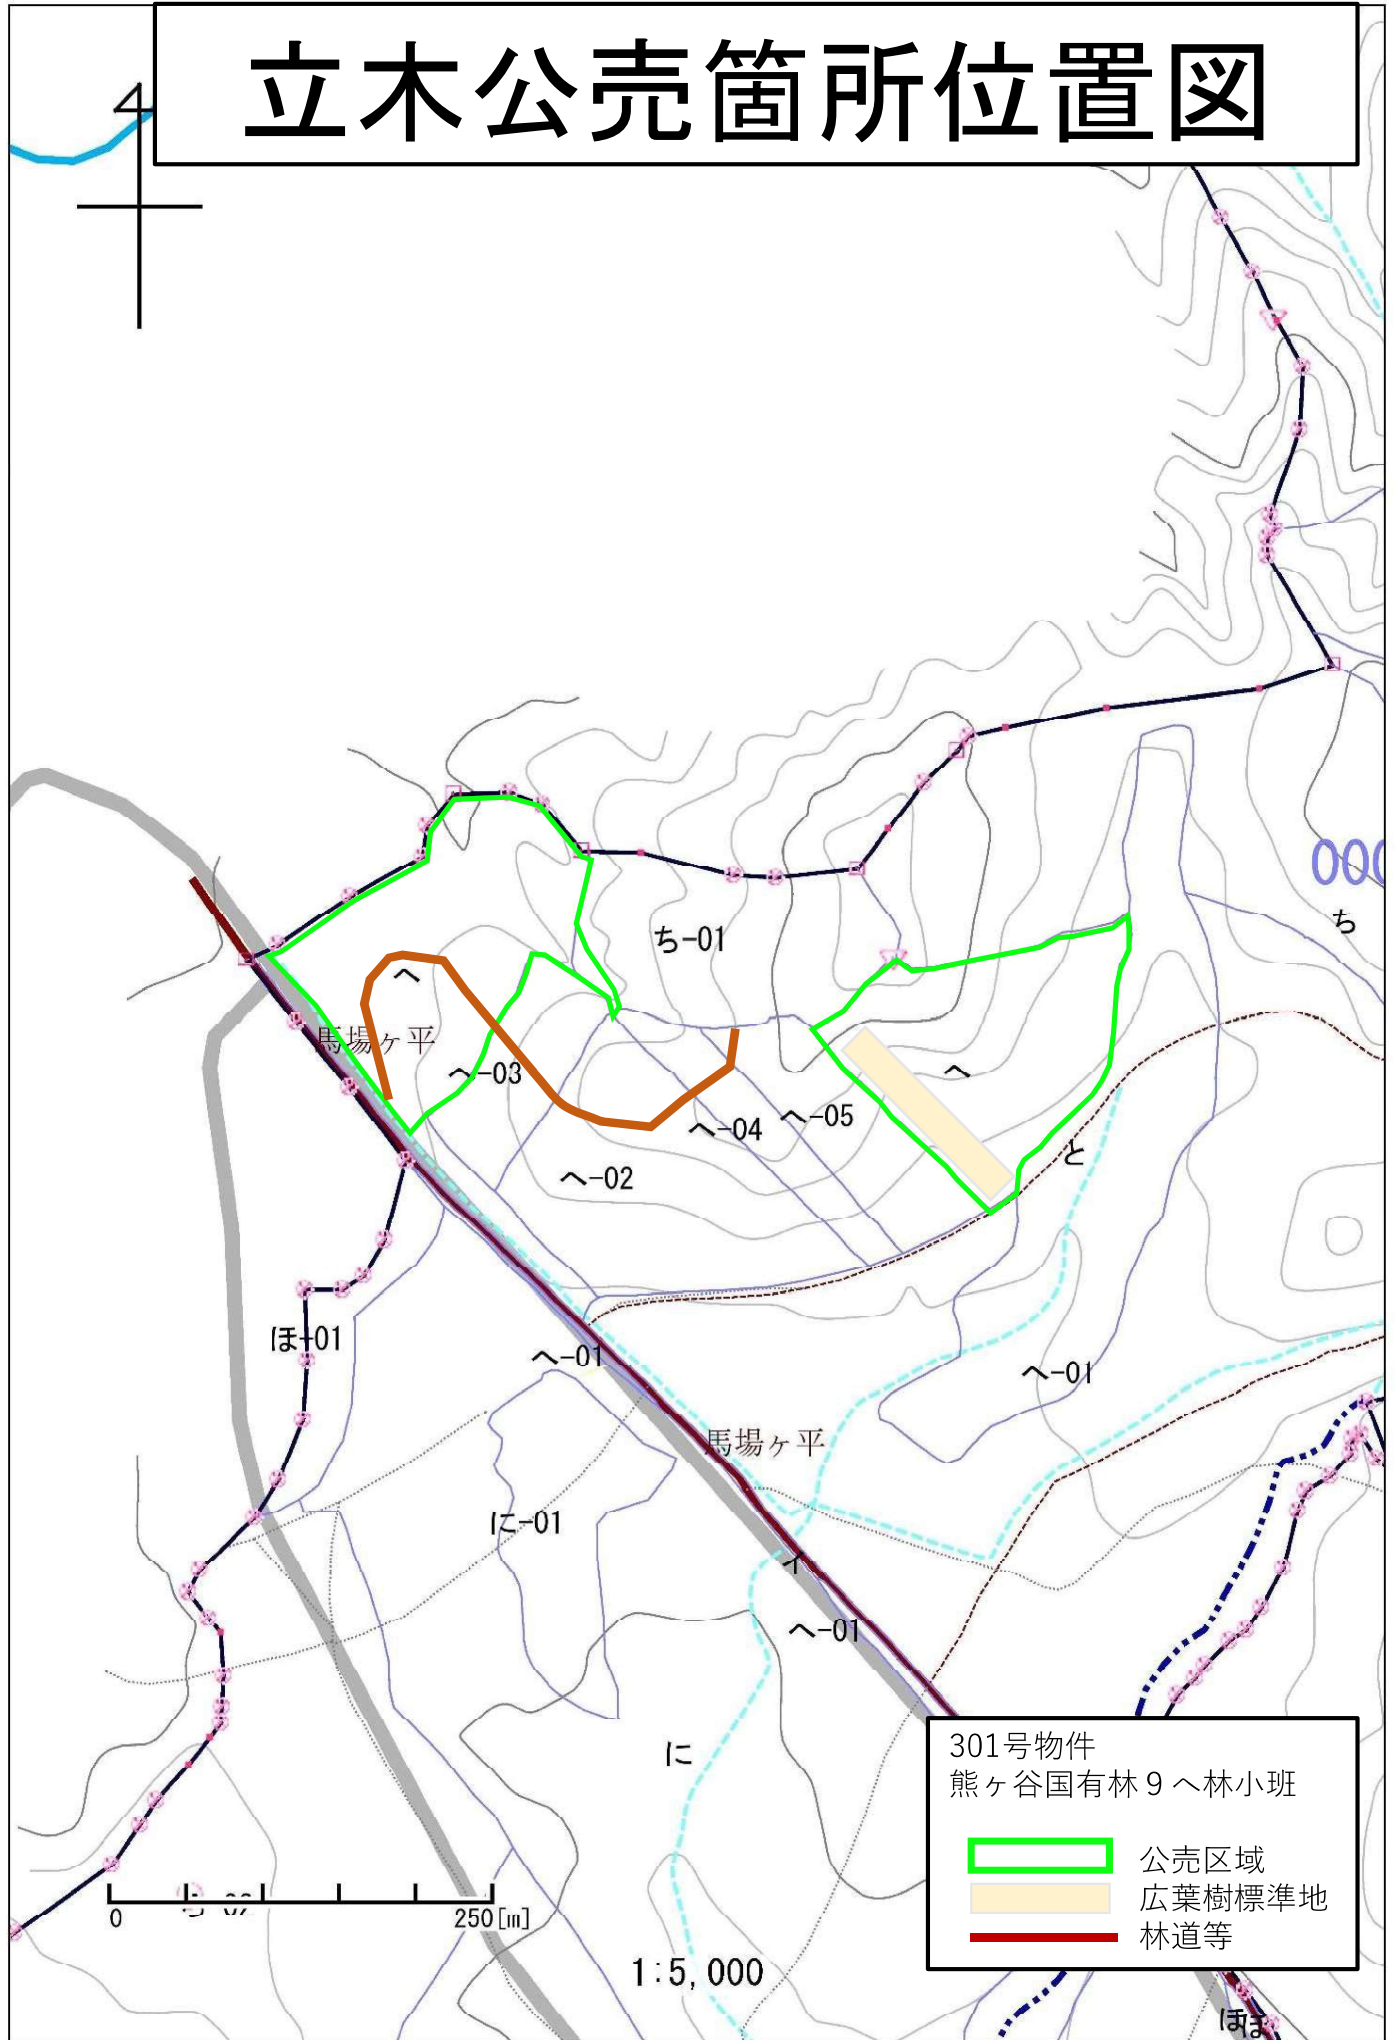 立木公売箇所位置図
000
ち
ち-01
へ
馬場ヶ平
へ-03
へ
へ-05
へ-04
と
へ-02
ほ-01
へ-01
へ-01
馬場ヶ平
に-01
イ
へ-01
に
301号物件
熊ヶ谷国有林９へ林小班
公売区域
広葉樹標準地
林道等
0 250[m]
1:5,000